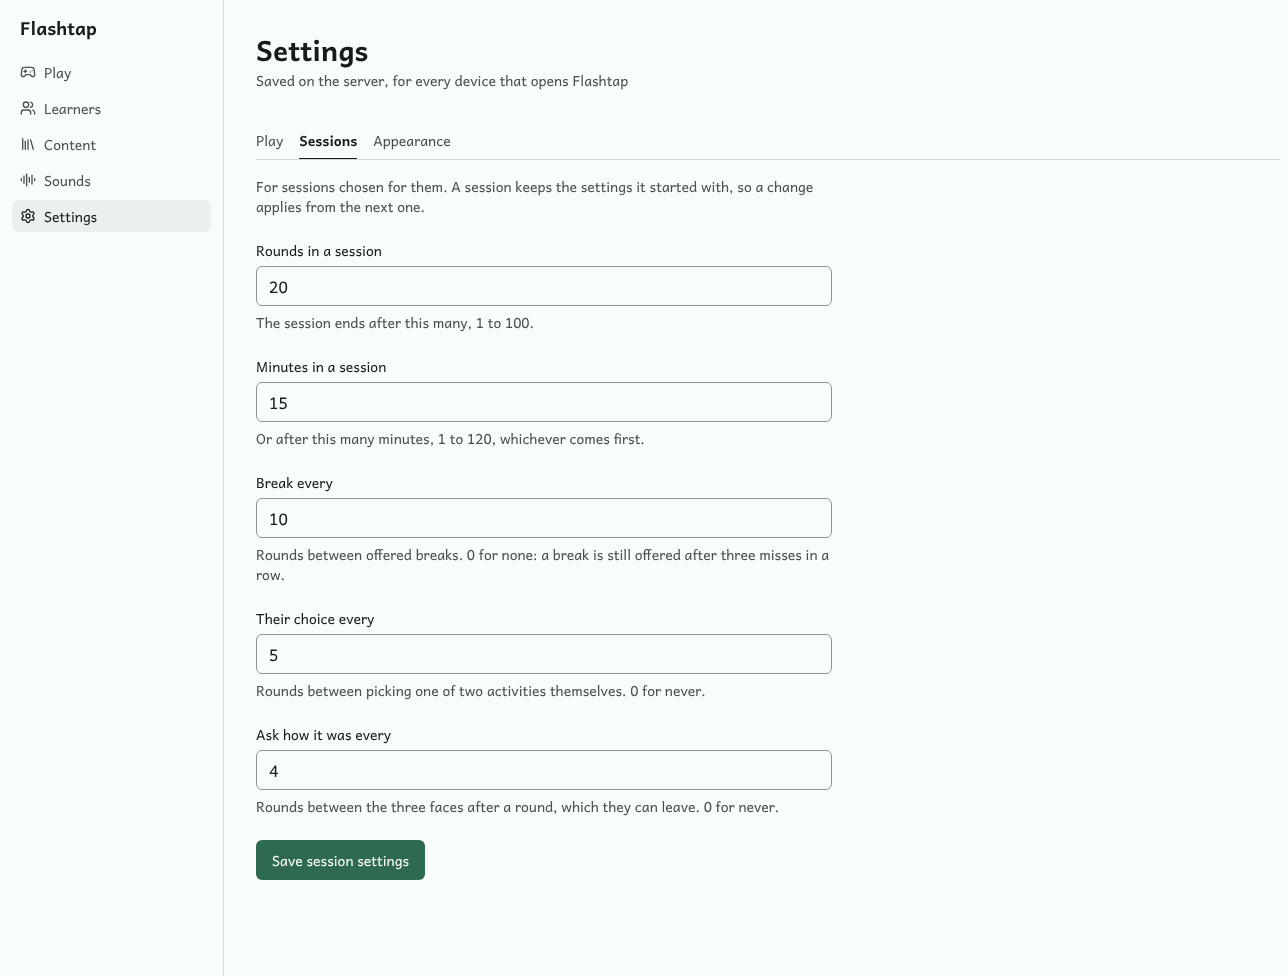 Flashtap
Play
Learners
Content
Sounds
Settings
Settings
Saved on the server, for every device that opens Flashtap
Play Sessions Appearance
For sessions chosen for them. A session keeps the settings it started with, so a change
applies from the next one.
Rounds in a session
20
The session ends after this many, 1 to 100.
Minutes in a session
15
Or after this many minutes, 1 to 120, whichever comes first.
Break every
10
Rounds between offered breaks. 0 for none: a break is still offered after three misses in a
row.
Their choice every
5
Rounds between picking one of two activities themselves. 0 for never.
Ask how it was every
4
Rounds between the three faces after a round, which they can leave. 0 for never.
Save session settings